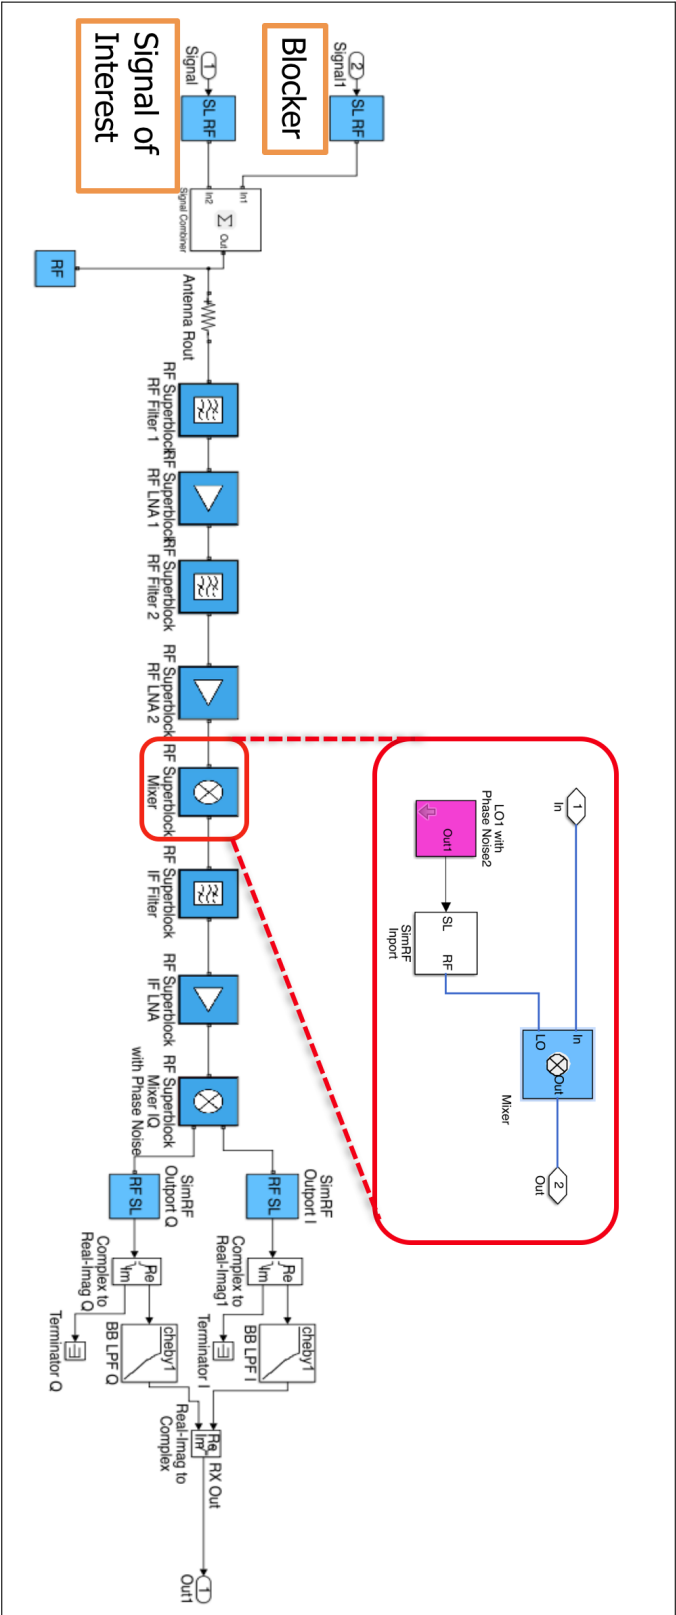 Blocker
2
Signal1
SL RF
Signal of
Interest
1
Signal
SL RF
In1
In2
Σ
Out
Signal Combiner
RF
Antenna Rout
RF Superblock
RF Filter 1
RF Superblock
RF LNA 1
RF Superblock
RF Filter 2
RF Superblock
RF LNA 2
RF Superblock
Mixer
RF Superblock
IF Filter
RF Superblock
IF LNA
RF Superblock
Mixer IQ
with Phase Noise
1
In
LO1 with
Phase Noise2
Out1
SL
RF
SimRF
Inport
In
LO
Out
Mixer
2
Out
SimRF
Outport I
RF SL
SimRF
Outport Q
RF SL
Re
Im
Complex to
Real-Imag1
Re
Im
Complex to
Real-Imag Q
Terminator I
Terminator Q
cheby1
BB LPF I
cheby1
BB LPF Q
Re
Im
Real-Imag to
Complex
RX Out
1
Out1